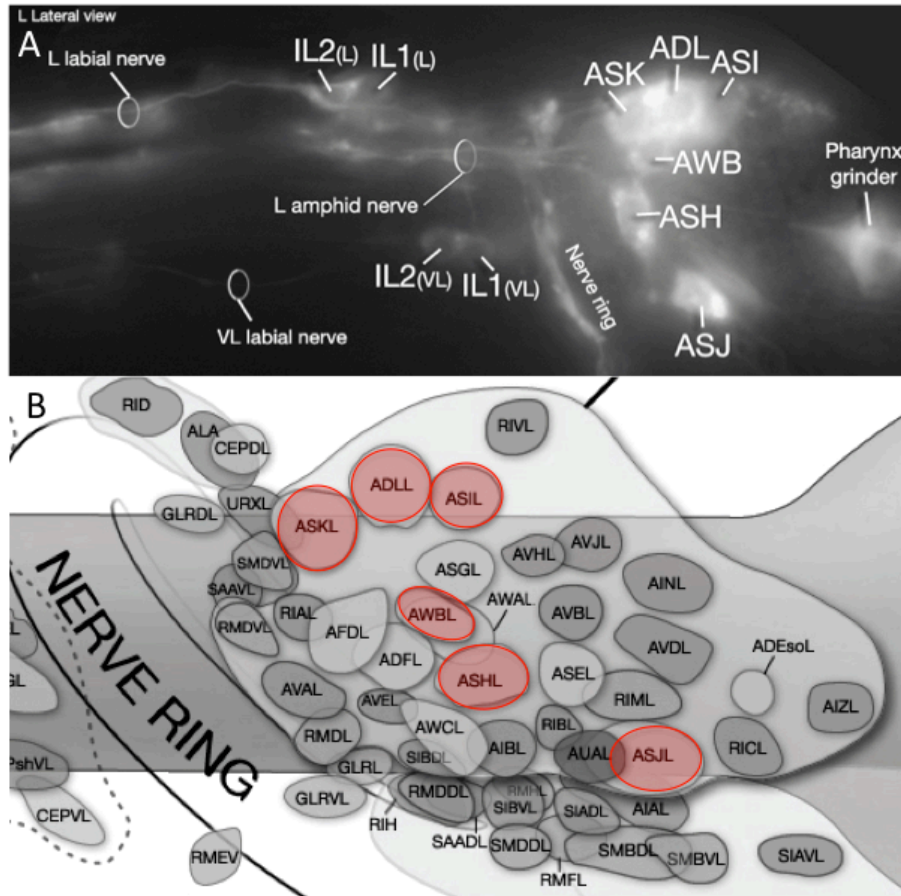 L Lateral view
A
L labial nerve
IL2(L)
IL1(L)
ASK
ADL
ASI
AWB
Pharynx
grinder
L amphid nerve
ASH
IL2(VL)
IL1(VL)
Nerve ring
VL labial nerve
ASJ
B
RID
ALA
CEPDL
RIVL
URXL
GLRDL
ADLL
ASIL
ASKL
SMDVL
SAAVL
RMDVL
RIAL
AFDL
ASGL
AVHL
AVJL
AINL
AWBL
AWAL
AVBL
AVDL
ADFL
ASHL
ASEL
ADEsoL
NERVE RING
AVAL
AVEL
RIML
AIZL
RMDL
AWCL
AIBL
RIBL
AUAL
ASJL
RICL
L
GL
PshVL
GLRL
SIBDL
CEPVL
GLRVL
RMDDL
RMHL
SIBVL
SIADL
AIAL
RIH
SAADL
SMDDL
SMBDL
SMBVL
SIAVL
RMEV
RMFL